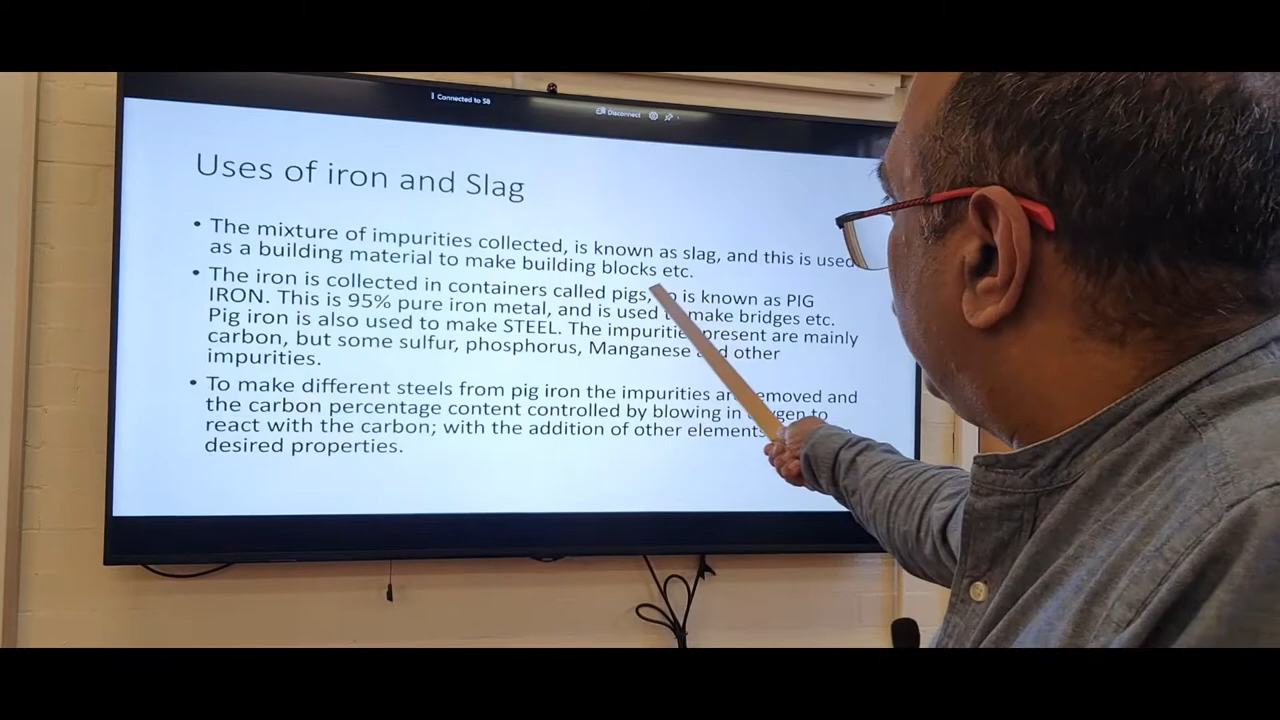 Connected to S8
Disconnect
Uses of iron and Slag
• The mixture of impurities collected, is known as slag, and this is used
as a building material to make building blocks etc.
• The iron is collected in containers called pigs, is known as PIG
IRON. This is 95% pure iron metal, and is used make bridges etc.
Pig iron is also used to make STEEL. The impurities present are mainly
carbon, but some sulfur, phosphorus, Manganese and other
impurities.
• To make different steels from pig iron the impurities are removed and
the carbon percentage content controlled by blowing in to
react with the carbon; with the addition of other elements
desired properties.